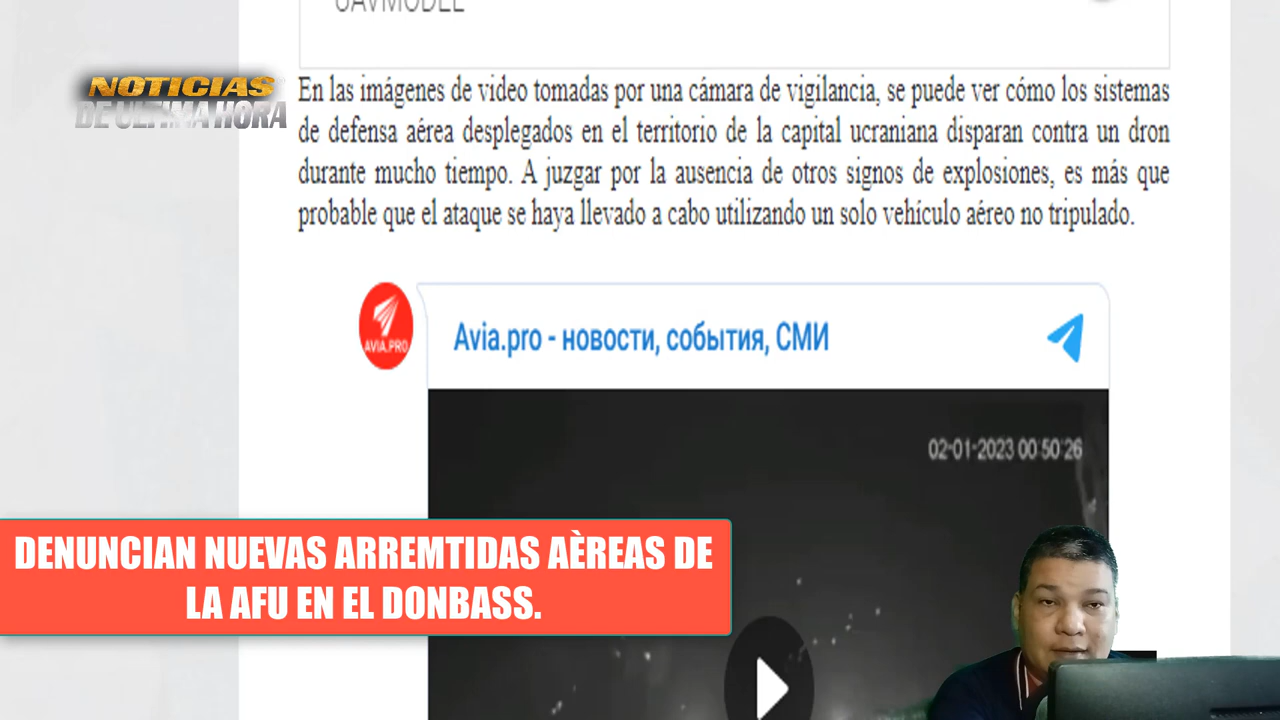 UAVMODEL
NOTICIAS
DE ULTIMA HORA
En las imágenes de video tomadas por una cámara de vigilancia, se puede ver cómo los sistemas
de defensa aérea desplegados en el territorio de la capital ucraniana disparan contra un dron
durante mucho tiempo. A juzgar por la ausencia de otros signos de explosiones, es más que
probable que el ataque se haya llevado a cabo utilizando un solo vehículo aéreo no tripulado.
AVIA.PRO
Avia.pro - новости, события, СМИ
02-01-2023 00:50:26
DENUNCIAN NUEVAS ARREMTIDAS AÈREAS DE
LA AFU EN EL DONBASS.